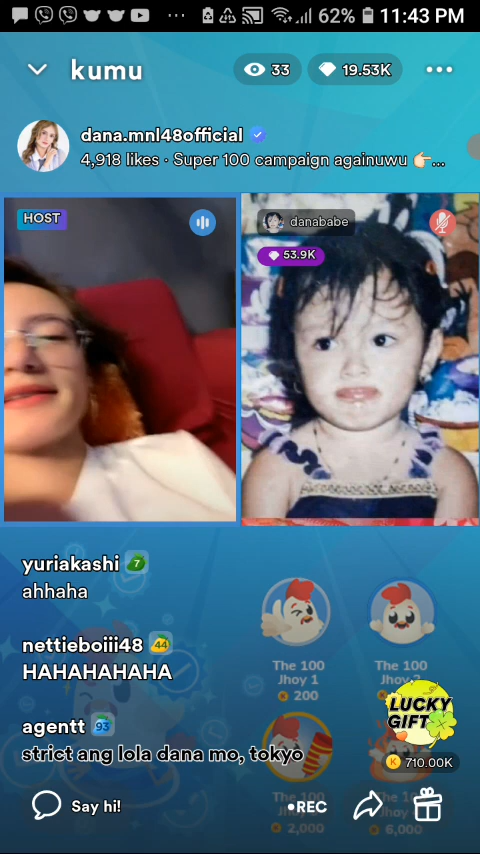 62% 11:43 PM
kumu 33 19.53K
dana.mnl48official
4,918 likes · Super 100 campaign againuwu 👉🏻...
HOST
danababe
53.9K
yuriakashi 7
ahhaha
nettieboiii48 44
HAHAHAHAHA
agentt 93
strict ang lola dana mo, tokyo
The 100
Jhoy 1
200
The 100
Jhoy
LUCKY
GIFT
710.00K
2,000
6,000
Say hi!
REC